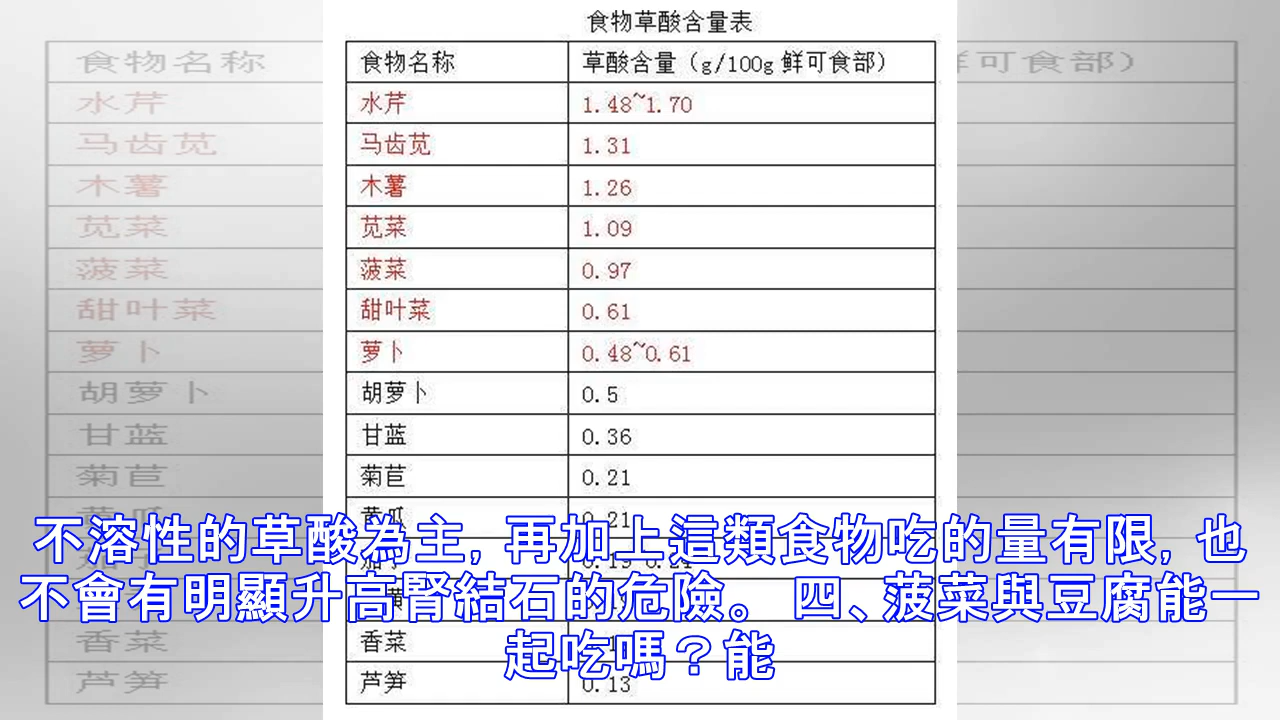 食物草酸含量表
食物名称 草酸含量（g/100g 鲜可食部）
水芹 1.48~1.70
马齿苋 1.31
木薯 1.26
苋菜 1.09
菠菜 0.97
甜叶菜 0.61
萝卜 0.48~0.61
胡萝卜 0.5
甘蓝 0.36
菊苣 0.21
黄瓜 0.21
香菜
芦笋 0.13
不溶性的草酸為主, 再加上這類食物吃的量有限, 也
不會有明顯升高腎結石的危險。 四、菠菜與豆腐能一
起吃嗎？能